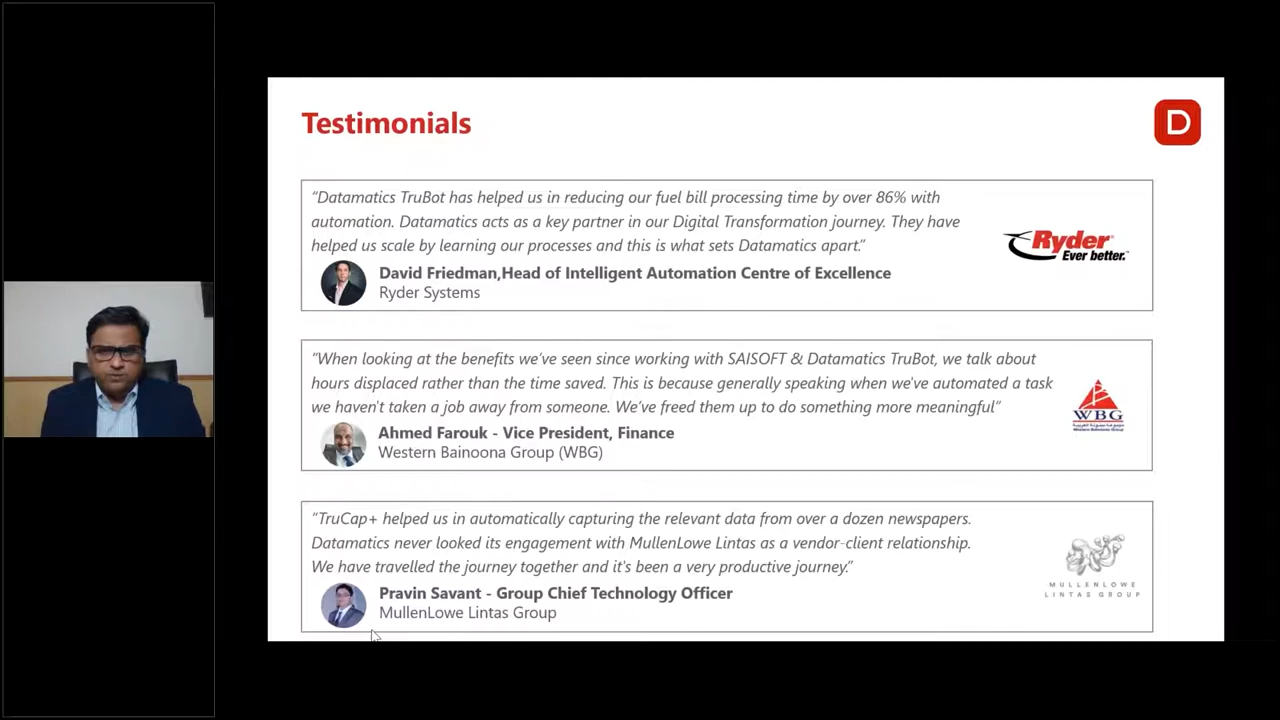 Testimonials
D
“Datamatics TruBot has helped us in reducing our fuel bill processing time by over 86% with
automation. Datamatics acts as a key partner in our Digital Transformation journey. They have
helped us scale by learning our processes and this is what sets Datamatics apart.”
Ryder
Ever better.™
David Friedman,Head of Intelligent Automation Centre of Excellence
Ryder Systems
“When looking at the benefits we’ve seen since working with SAISOFT & Datamatics TruBot, we talk about
hours displaced rather than the time saved. This is because generally speaking when we've automated a task
we haven't taken a job away from someone. We’ve freed them up to do something more meaningful”
WBG
Western Bainoona Group
Ahmed Farouk - Vice President, Finance
Western Bainoona Group (WBG)
“TruCap+ helped us in automatically capturing the relevant data from over a dozen newspapers.
Datamatics never looked its engagement with MullenLowe Lintas as a vendor-client relationship.
We have travelled the journey together and it's been a very productive journey.”
MULLENLOWE
LINTAS GROUP
Pravin Savant - Group Chief Technology Officer
MullenLowe Lintas Group